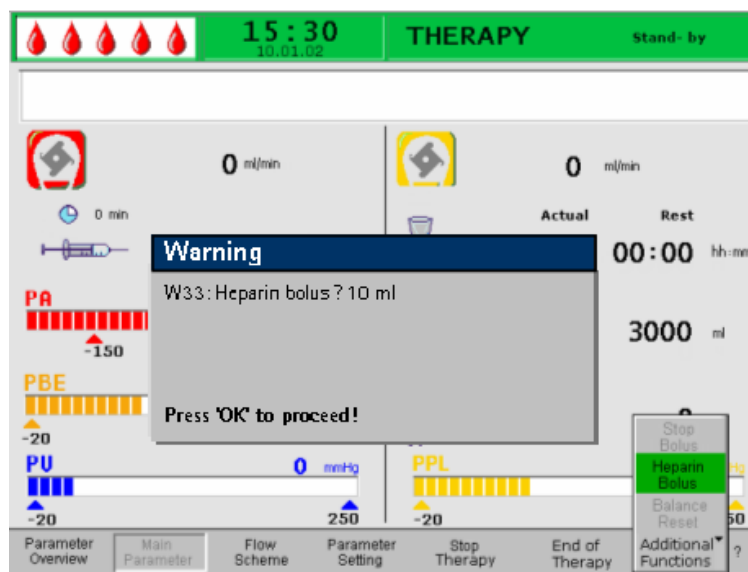 15:30
10.01.02
THERAPY
Stand- by
0 ml/min
0 ml/min
0 min
Actual Rest
00:00 hh:mm
Warning
W33: Heparin bolus ? 10 ml
Press 'OK' to proceed!
PA
-150
3000 ml
PBE
-20
PV 0 mmHg
-20 250
PPL
-20 50
Stop
Bolus
Heparin
Bolus
Balance
Reset
Parameter
Overview
Main
Parameter
Flow
Scheme
Parameter
Setting
Stop
Therapy
End of
Therapy
Additional
Functions
?